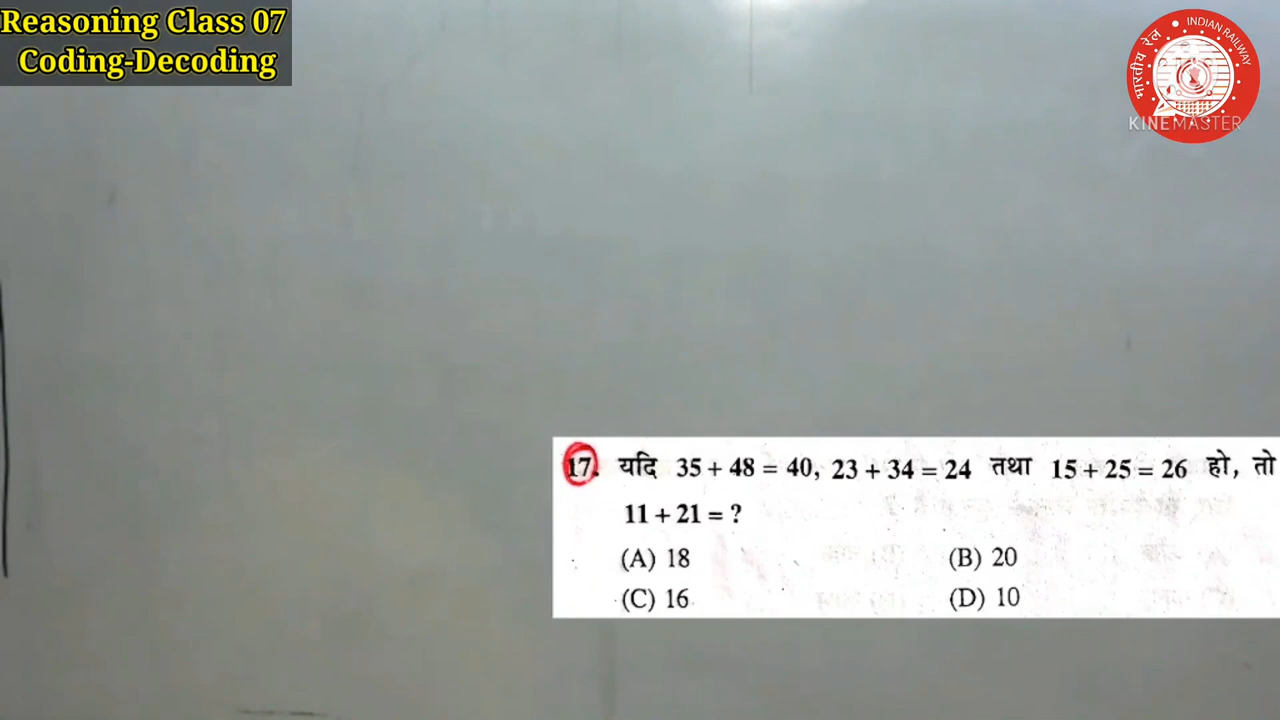 Reasoning Class 07
Coding-Decoding
भारतीय रेल
INDIAN RAILWAY
KINEMASTER
17. यदि 35 + 48 = 40, 23 + 34 = 24 तथा 15 + 25 = 26 हो, तो
11 + 21 = ?
(A) 18 (B) 20
(C) 16 (D) 10